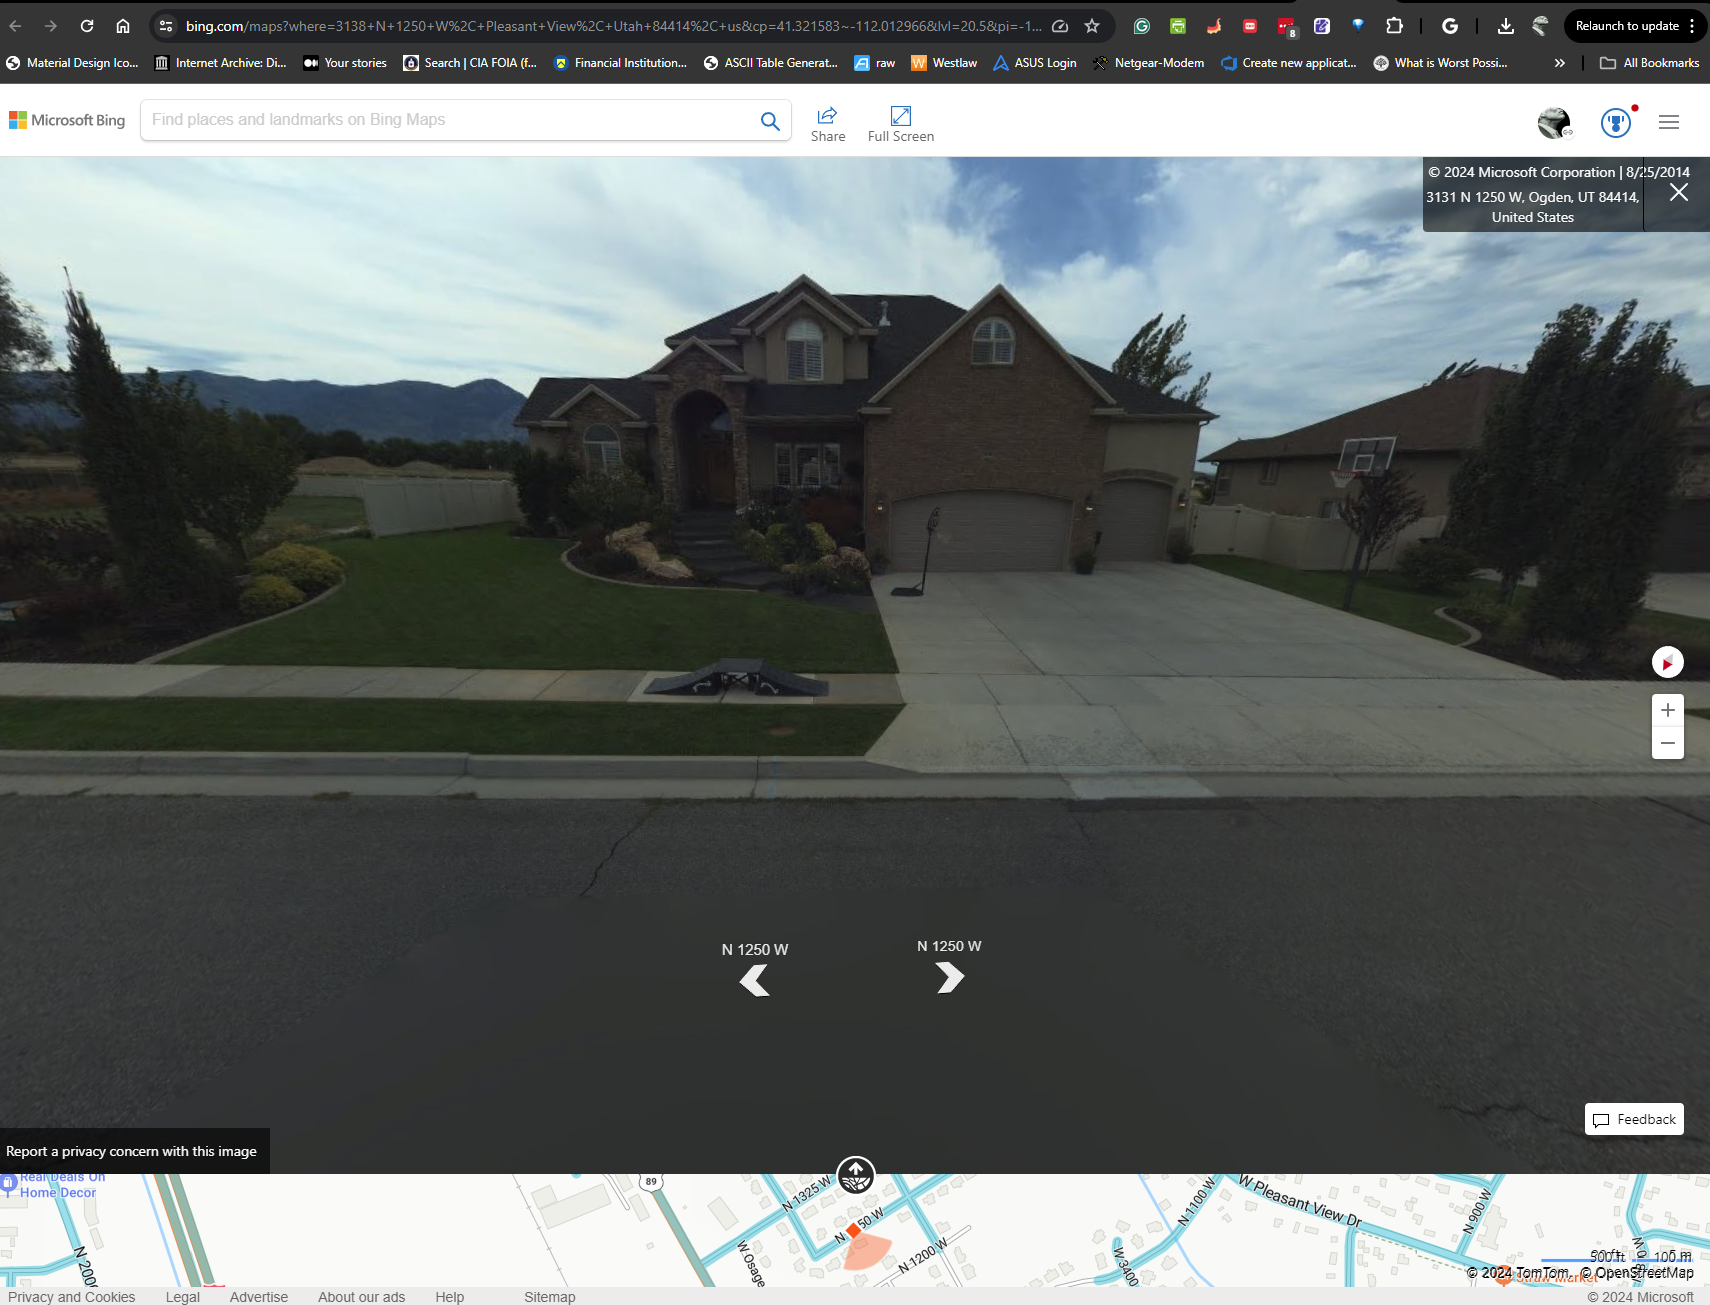 bing.com/maps?where=3138+N+1250+W%2C+Pleasant+View%2C+Utah+84414%2C+us&cp=41.321583~-112.012966&lvl=20.5&pi=-1...
8
Relaunch to update
Material Design Ico...
Internet Archive: Di...
Your stories
Search | CIA FOIA (f...
Financial Institution...
ASCII Table Generat...
raw
Westlaw
ASUS Login
Netgear-Modem
Create new applicat...
What is Worst Possi...
All Bookmarks
Microsoft Bing
Find places and landmarks on Bing Maps
Share
Full Screen
© 2024 Microsoft Corporation | 8/25/2014
3131 N 1250 W, Ogden, UT 84414,
United States
N 1250 W
N 1250 W
Feedback
Report a privacy concern with this image
Real Deals On
Home Decor
89
N 1325 W
N 50 W
N 1200 W
W Osage
N 2000
N 1100 W
W Pleasant View Dr
N 900 W
W 3400
500 ft
100 m
© 2024 TomTom, © OpenStreetMap
Privacy and Cookies
Legal
Advertise
About our ads
Help
Sitemap
© 2024 Microsoft